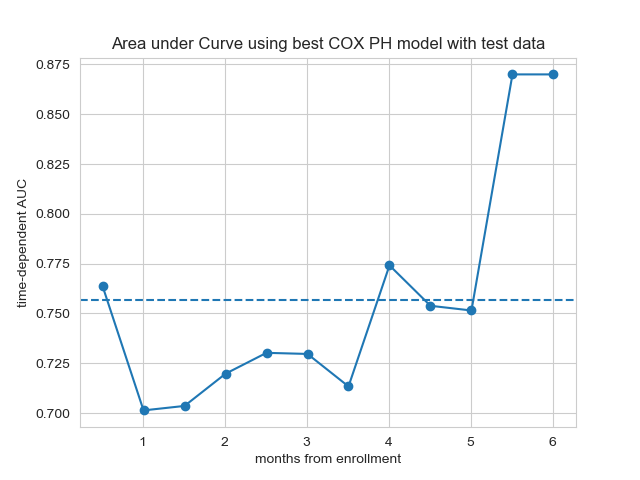 Area under Curve using best COX PH model with test data
0.875
0.850
0.825
0.800
0.775
0.750
0.725
0.700
time-dependent AUC
1 2 3 4 5 6
months from enrollment